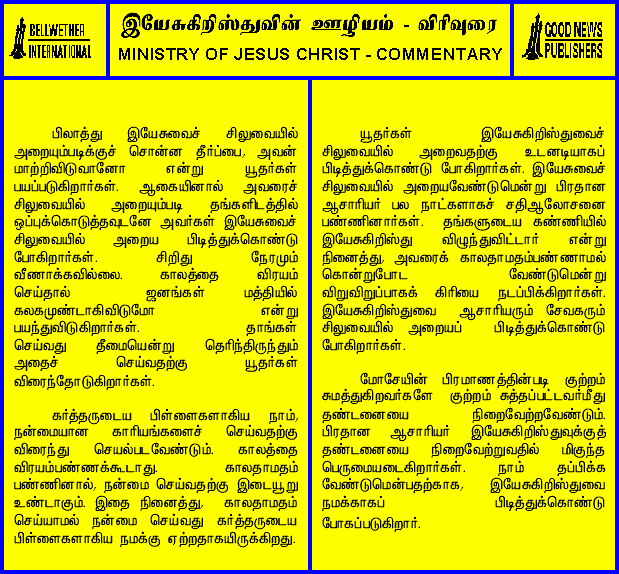 BELLWETHER
INTERNATIONAL
இயேசுகிறிஸ்துவின் ஊழியம் - விரிவுரை
MINISTRY OF JESUS CHRIST - COMMENTARY
GOOD NEWS
PUBLISHERS
பிலாத்து இயேசுவைச் சிலுவையில்
அறையும்படிக்குச் சொன்ன தீர்ப்பை, அவன்
மாற்றிவிடுவானோ என்று யூதர்கள்
பயப்படுகிறார்கள். ஆகையினால் அவரைச்
சிலுவையில் அறையும்படி தங்களிடத்தில்
ஒப்புக்கொடுத்தவுடனே அவர்கள் இயேசுவைச்
சிலுவையில் அறைய பிடித்துக்கொண்டு
போகிறார்கள். சிறிது நேரமும்
வீணாக்கவில்லை. காலத்தை விரயம்
செய்தால் ஜனங்கள் மத்தியில்
கலகமுண்டாகிவிடுமோ என்று
பயந்துவிடுகிறார்கள். தாங்கள்
செய்வது தீமையென்று தெரிந்திருந்தும்
அதைச் செய்வதற்கு யூதர்கள்
விரைந்தோடுகிறார்கள்.
கர்த்தருடைய பிள்ளைகளாகிய நாம்,
நன்மையான காரியங்களைச் செய்வதற்கு
விரைந்து செயல்படவேண்டும். காலத்தை
விரயம்பண்ணக்கூடாது. காலதாமதம்
பண்ணினால், நன்மை செய்வதற்கு இடையூறு
உண்டாகும். இதை நினைத்து, காலதாமதம்
செய்யாமல் நன்மை செய்வது கர்த்தருடைய
பிள்ளைகளாகிய நமக்கு ஏற்றதாகயிருக்கிறது.
யூதர்கள் இயேசுகிறிஸ்துவைச்
சிலுவையில் அறைவதற்கு உடனடியாகப்
பிடித்துக்கொண்டு போகிறார்கள். இயேசுவைச்
சிலுவையில் அறையவேண்டுமென்று பிரதான
ஆசாரியர் பல நாட்களாகச் சதிஆலோசனை
பண்ணினார்கள். தங்களுடைய கண்ணியில்
இயேசுகிறிஸ்து விழுந்துவிட்டார் என்று
நினைத்து, அவரைக் காலதாமதம்பண்ணாமல்
கொன்றுபோட வேண்டுமென்று
விறுவிறுப்பாகக் கிரியை நடப்பிக்கிறார்கள்.
இயேசுகிறிஸ்துவை ஆசாரியரும் சேவகரும்
சிலுவையில் அறையப் பிடித்துக்கொண்டு
போகிறார்கள்.
மோசேயின் பிரமாணத்தின்படி குற்றம்
சுமத்துகிறவர்களே குற்றம் சுத்தப்பட்டவர்மீது
தண்டனையை நிறைவேற்றவேண்டும்.
பிரதான ஆசாரியர் இயேசுகிறிஸ்துவுக்குத்
தண்டனையை நிறைவேற்றுவதில் மிகுந்த
பெருமையடைகிறார்கள். நாம் தப்பிக்க
வேண்டுமென்பதற்காக, இயேசுகிறிஸ்துவை
நமக்காகப் பிடித்துக்கொண்டு
போகப்படுகிறார்.